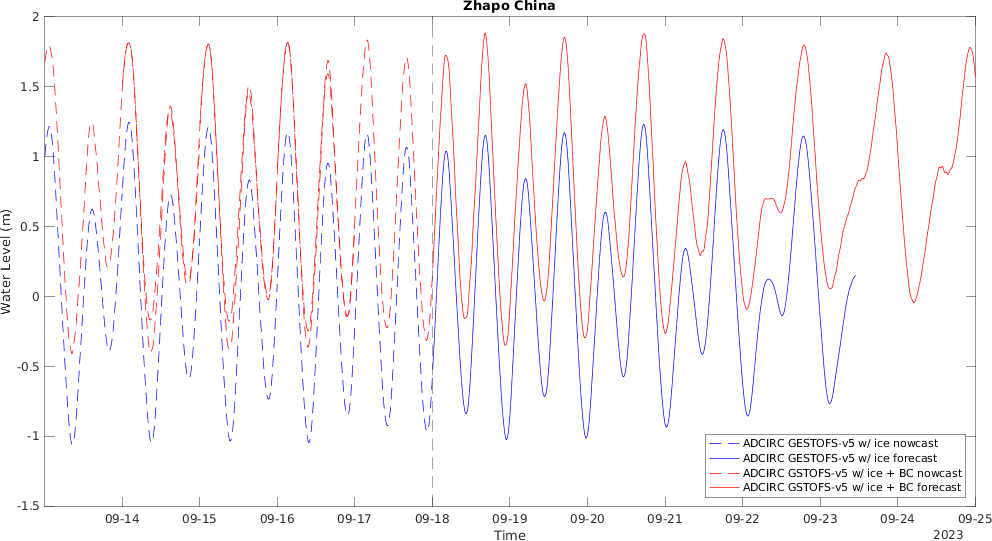 Zhapo China
2
1.5
1
0.5
0
-0.5
-1
-1.5
Water Level (m)
09-14 09-15 09-16 09-17 09-18 09-19 09-20 09-21 09-22 09-23 09-24 09-25
Time
2023
ADCIRC GESTOFS-v5 w/ ice nowcast
ADCIRC GESTOFS-v5 w/ ice forecast
ADCIRC GSTOFS-v5 w/ ice + BC nowcast
ADCIRC GSTOFS-v5 w/ ice + BC forecast